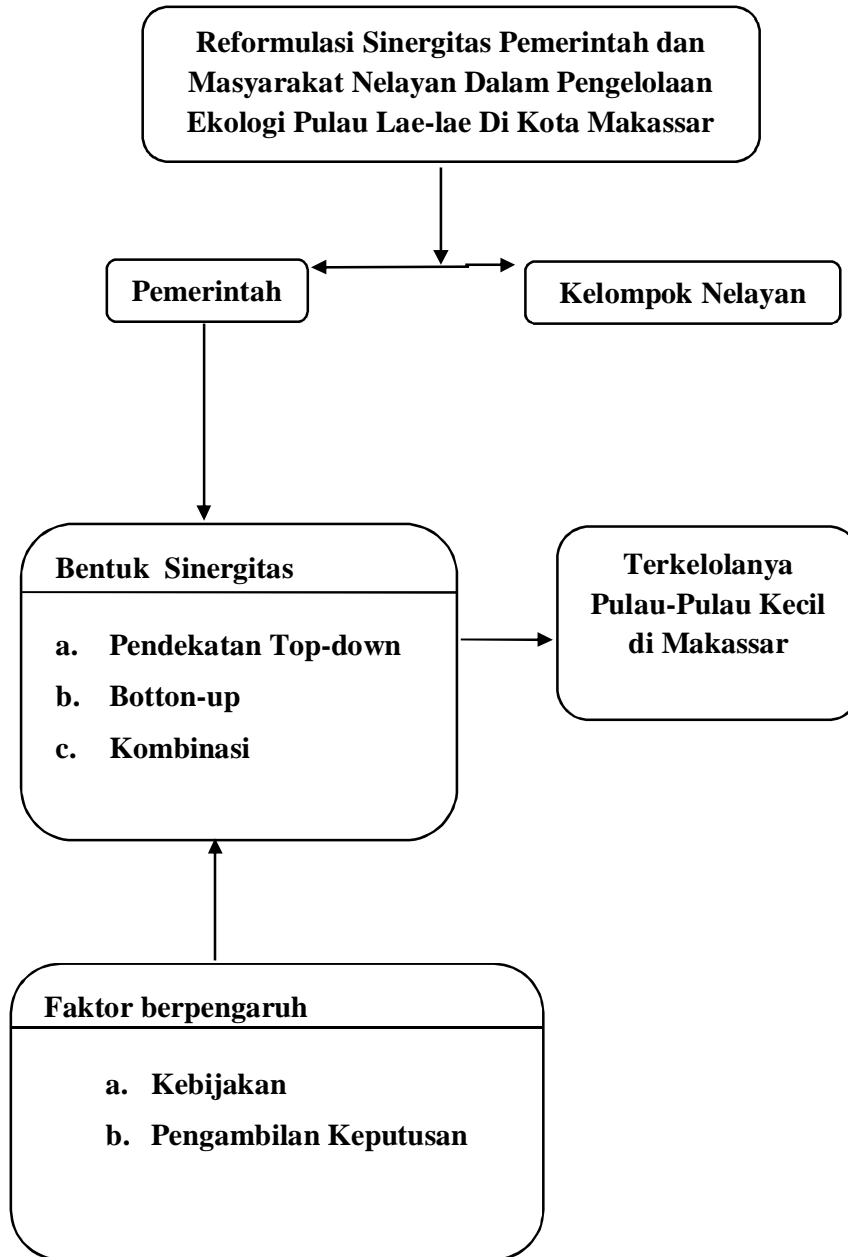 Reformulasi Sinergitas Pemerintah dan
Masyarakat Nelayan Dalam Pengelolaan
Ekologi Pulau Lae-lae Di Kota Makassar
Pemerintah
Kelompok Nelayan
Bentuk Sinergitas
a. Pendekatan Top-down
b. Botton-up
c. Kombinasi
Terkelolanya
Pulau-Pulau Kecil
di Makassar
Faktor berpengaruh
a. Kebijakan
b. Pengambilan Keputusan